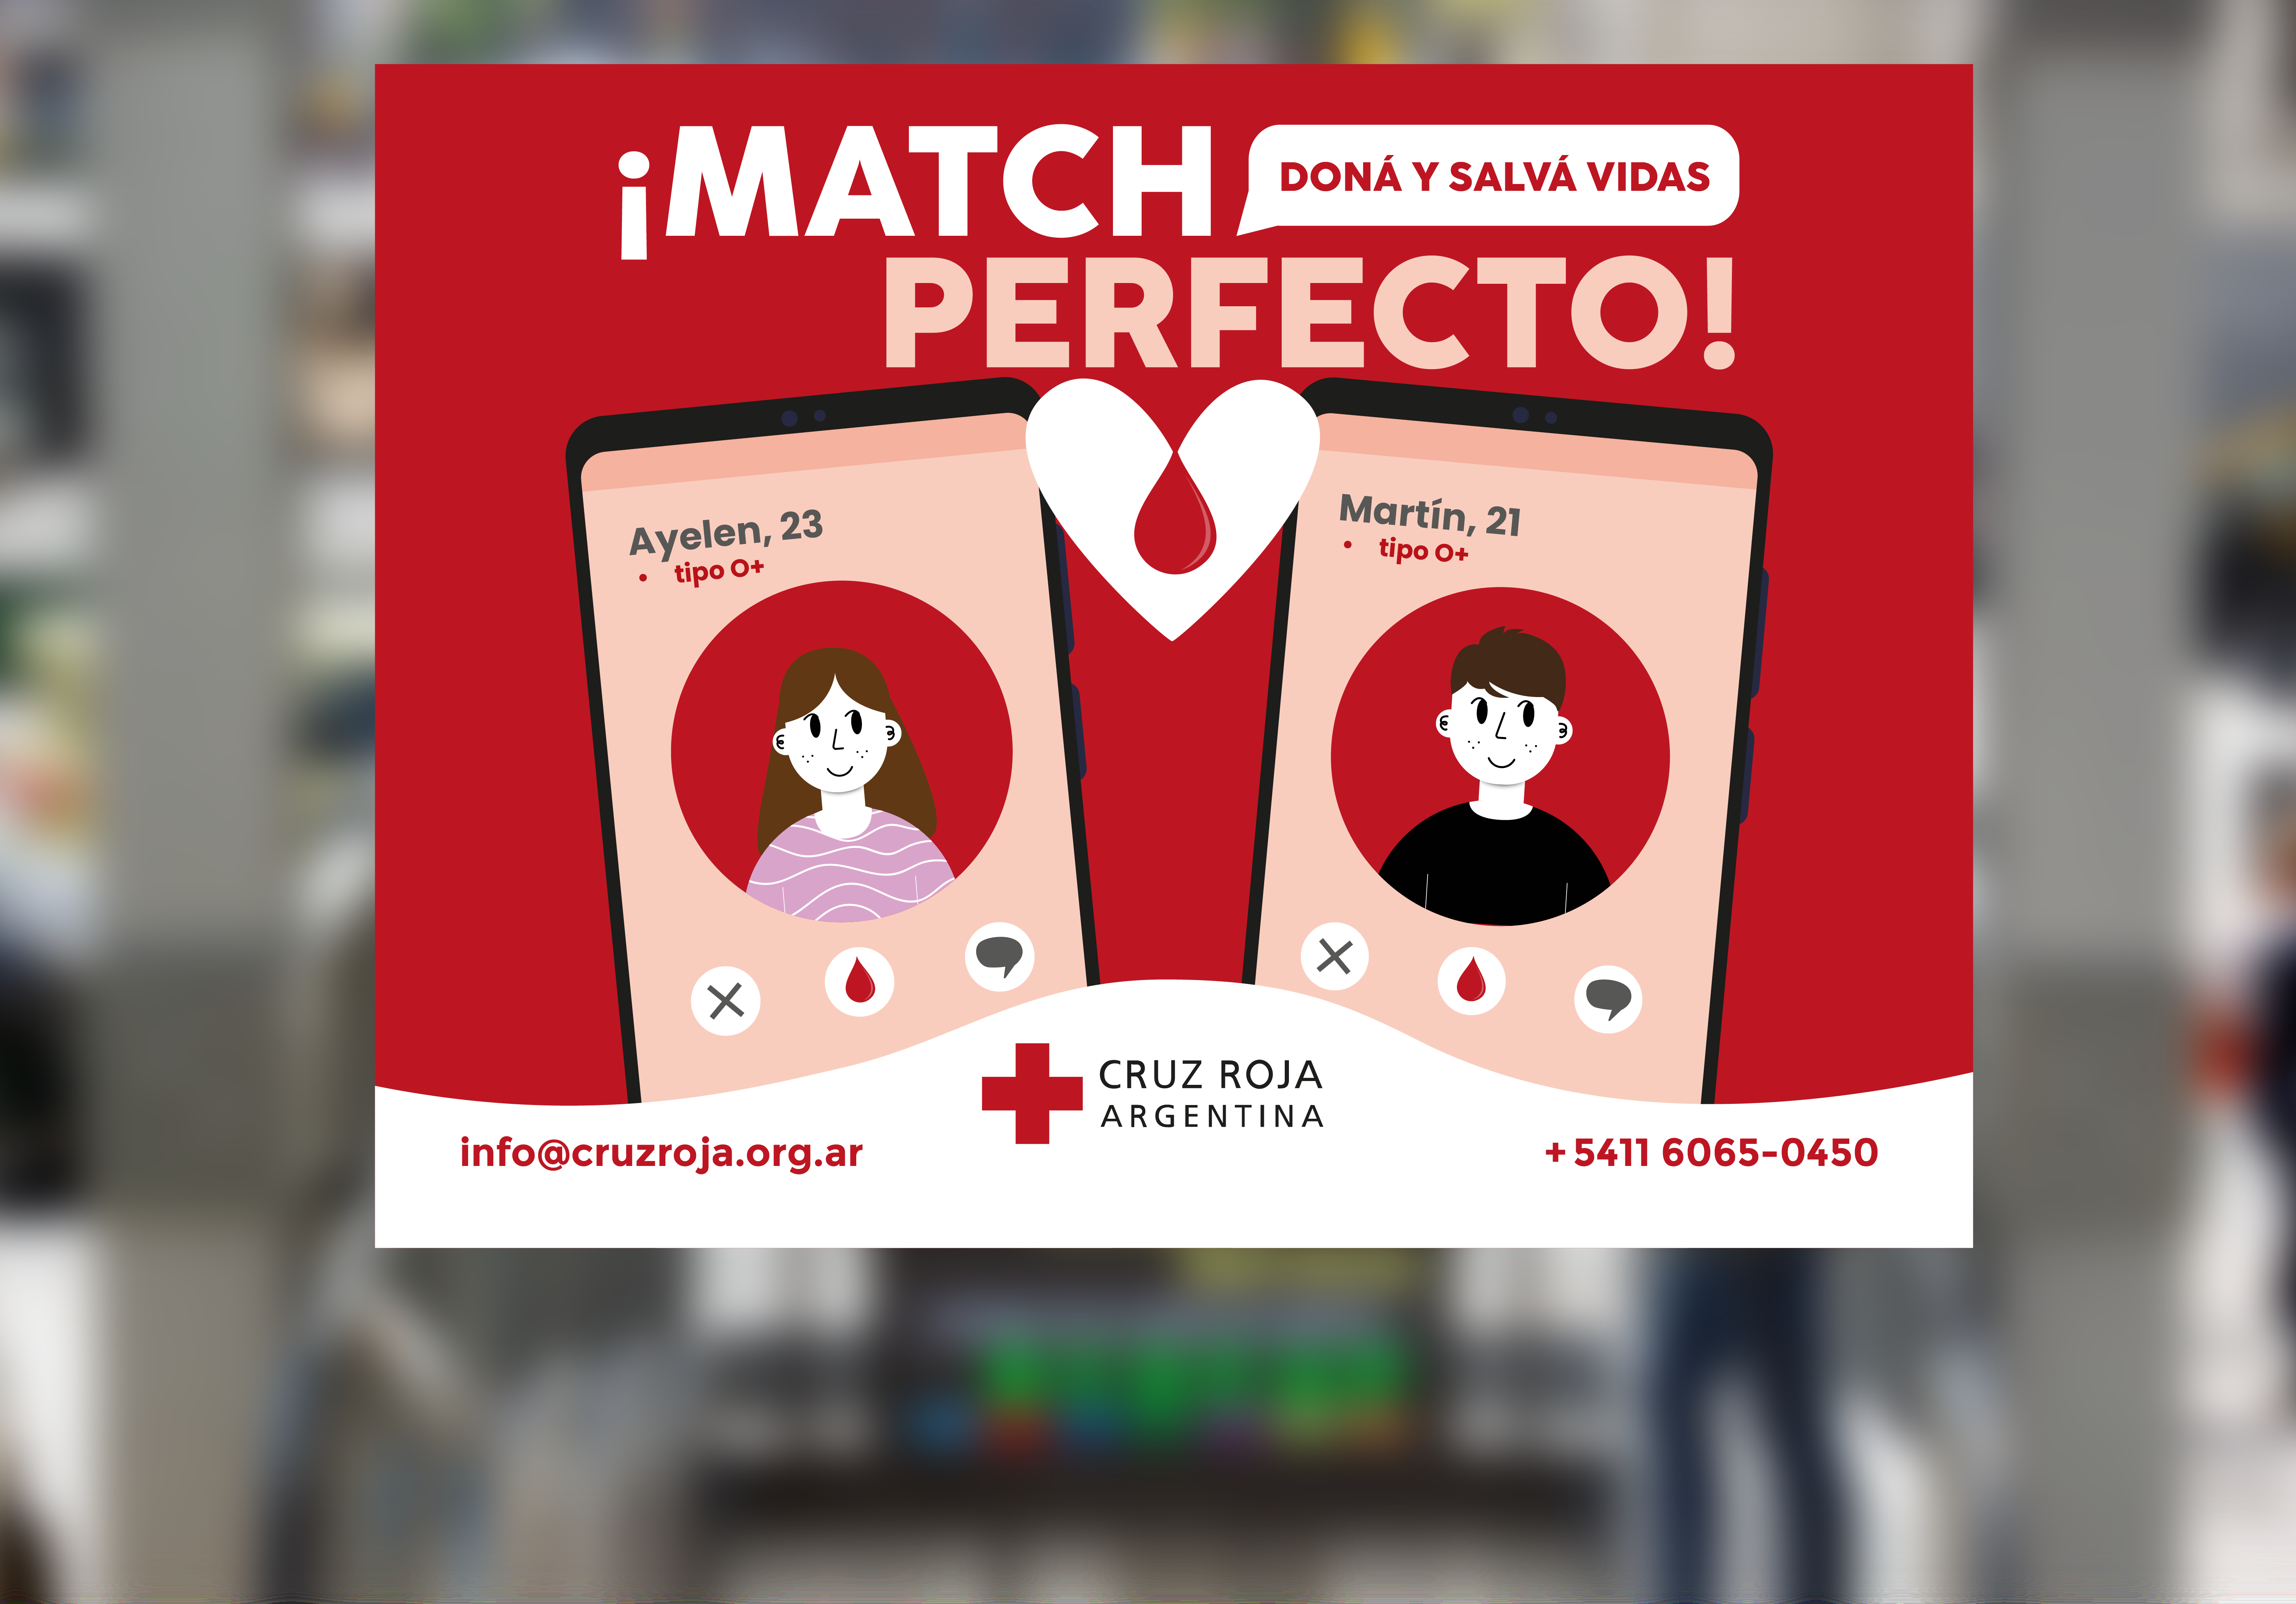 ¡MATCH
DONÁ Y SALVÁ VIDAS
PERFECTO!
Ayelen, 23
• tipo O+
Martín, 21
• tipo O+
CRUZ ROJA
ARGENTINA
info@cruzroja.org.ar
+5411 6065-0450